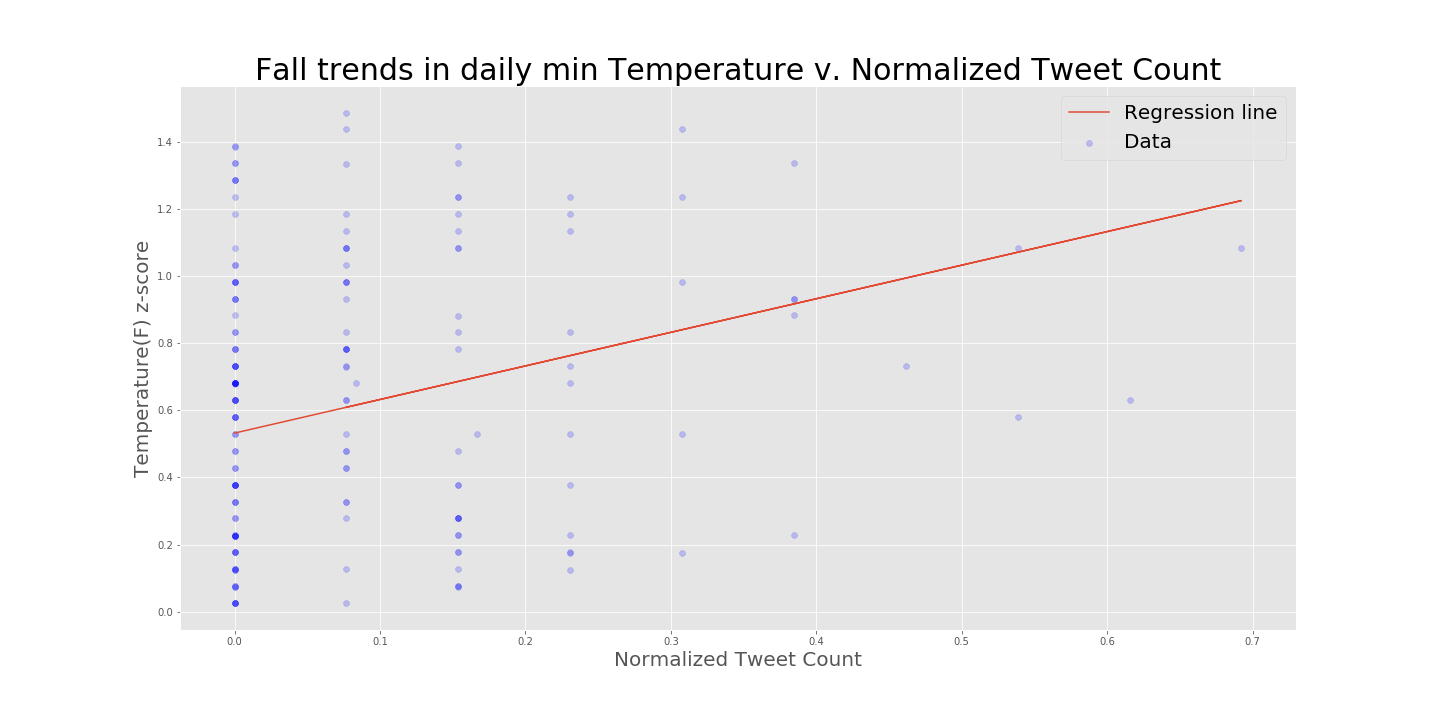 Fall trends in daily min Temperature v. Normalized Tweet Count
Regression line
Data
Temperature(F) z-score
1.4
1.2
1.0
0.8
0.6
0.4
0.2
0.0
0.0 0.1 0.2 0.3 0.4 0.5 0.6 0.7
Normalized Tweet Count